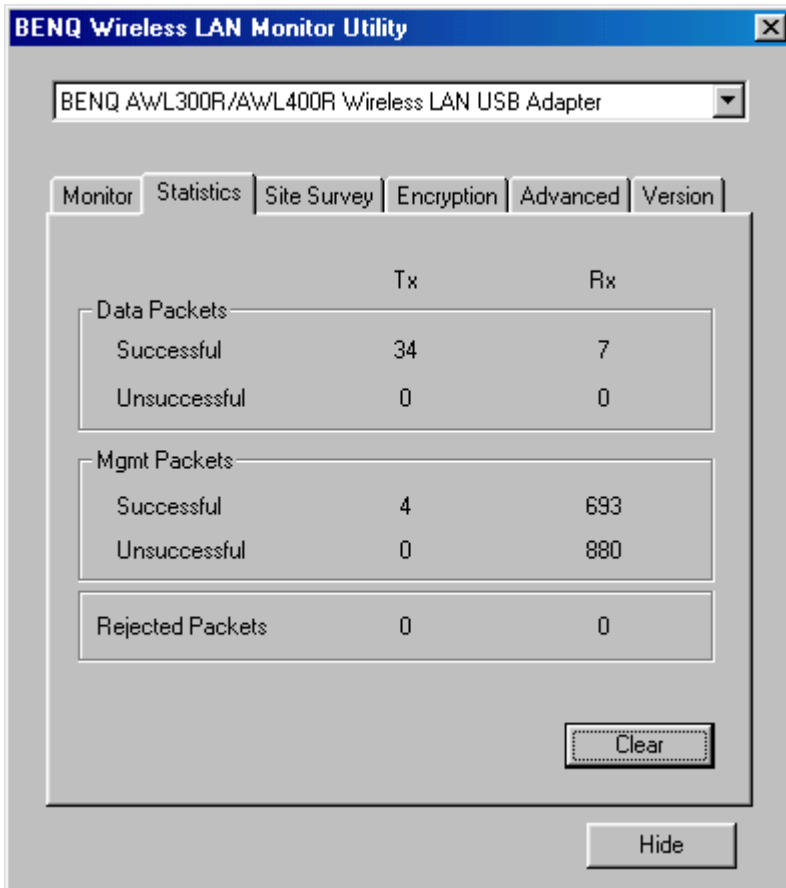 BENQ Wireless LAN Monitor Utility
BENQ AWL300R/AWL400R Wireless LAN USB Adapter
Monitor Statistics Site Survey Encryption Advanced Version
Tx Rx
Data Packets
Successful 34 7
Unsuccessful 0 0
Mgmt Packets
Successful 4 693
Unsuccessful 0 880
Rejected Packets 0 0
Clear
Hide